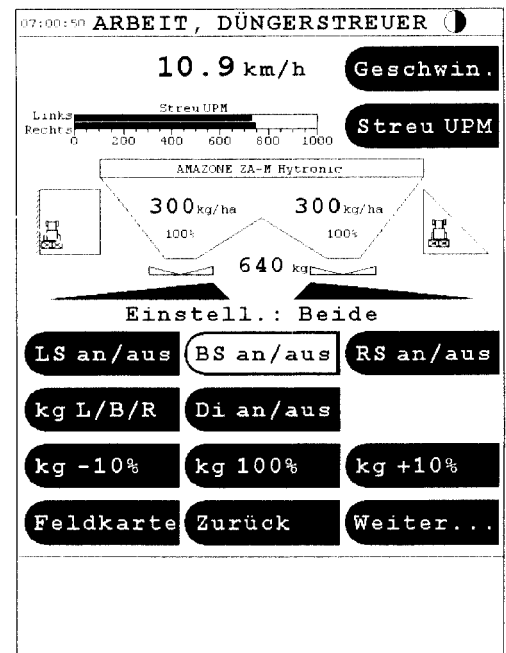 07:00:50 ARBEIT, DÜNGERSTREUER
10.9 km/h Geschwin.
Streu UPM
Links
Rechts
0 200 400 600 800 1000
Streu UPM
AMAZONE ZA-M Hytronic
300 kg/ha 300 kg/ha
100% 100%
640 kg
Einstell.: Beide
LS an/aus BS an/aus RS an/aus
kg L/B/R Di an/aus
kg -10% kg 100% kg +10%
Feldkarte Zurück Weiter...